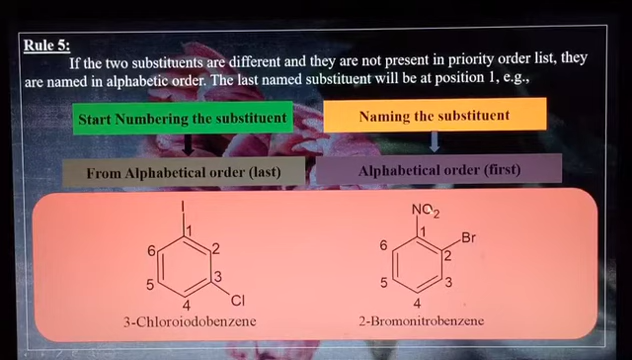 Rule 5:
If the two substituents are different and they are not present in priority order list, they
are named in alphabetic order. The last named substituent will be at position 1, e.g.,
Start Numbering the substituent
Naming the substituent
From Alphabetical order (last)
Alphabetical order (first)
I
1
2
3
4
5
6
Cl
3-Chloroiodobenzene
NO2
1
2
3
4
5
6
Br
2-Bromonitrobenzene